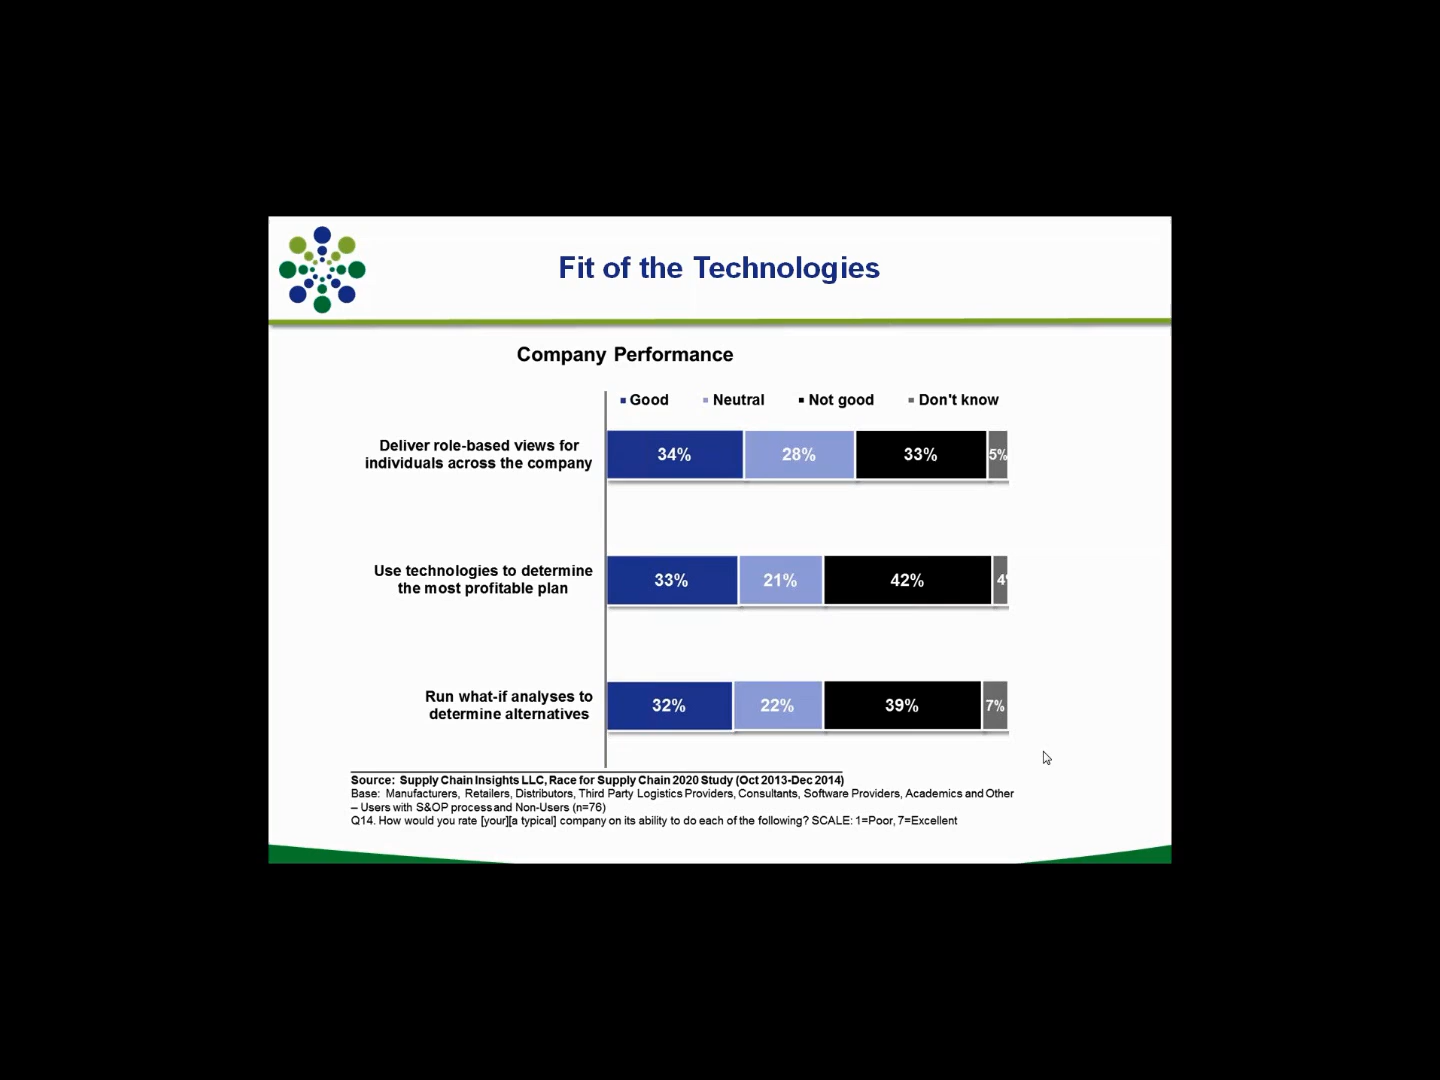 Fit of the Technologies
Company Performance
Good Neutral Not good Don't know
Deliver role-based views for
individuals across the company
34% 28% 33% 5%
Use technologies to determine
the most profitable plan
33% 21% 42% 4
Run what-if analyses to
determine alternatives
32% 22% 39% 7%
Source: Supply Chain Insights LLC, Race for Supply Chain 2020 Study (Oct 2013-Dec 2014)
Base: Manufacturers, Retailers, Distributors, Third Party Logistics Providers, Consultants, Software Providers, Academics and Other
– Users with S&OP process and Non-Users (n=76)
Q14. How would you rate [your][a typical] company on its ability to do each of the following? SCALE: 1=Poor, 7=Excellent